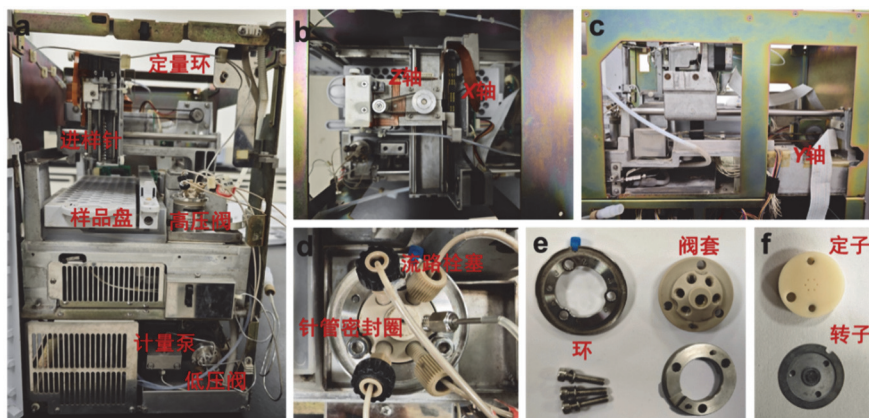 a
定量环
进样针
样品盘
高压阀
计量泵
低压阀
b
Z轴
X轴
c
Y轴
d
流路栓塞
针管密封圈
e
阀套
环
f
定子
转子